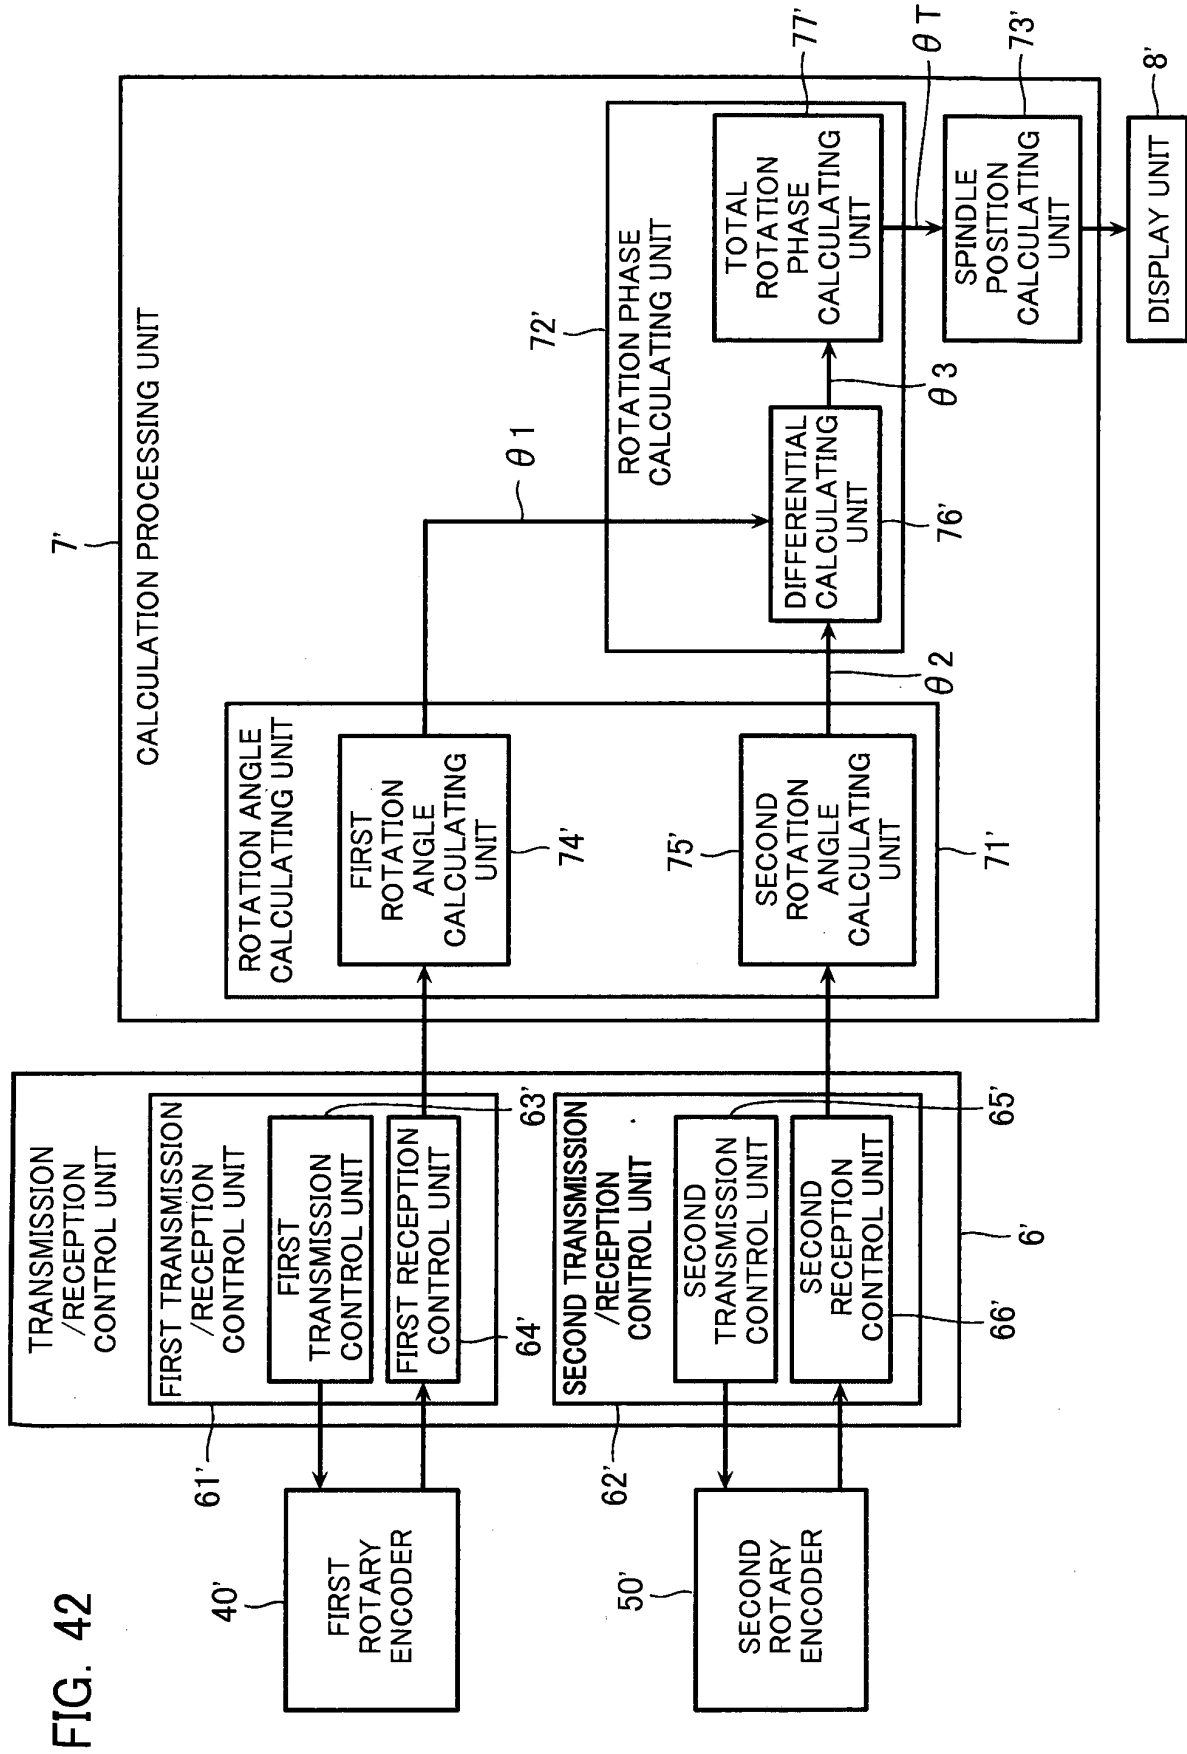 FIG. 42
40'
FIRST
ROTARY
ENCODER
50'
SECOND
ROTARY
ENCODER
TRANSMISSION
/RECEPTION
CONTROL UNIT
61'
FIRST TRANSMISSION
/RECEPTION
CONTROL UNIT
FIRST
TRANSMISSION
CONTROL UNIT
63'
FIRST RECEPTION
CONTROL UNIT
64'
62'
SECOND TRANSMISSION
/RECEPTION
CONTROL UNIT
SECOND
TRANSMISSION
CONTROL UNIT
65'
SECOND
RECEPTION
CONTROL UNIT
66'
6'
7'
CALCULATION PROCESSING UNIT
ROTATION ANGLE
CALCULATING UNIT
FIRST
ROTATION
ANGLE
CALCULATING
UNIT
74'
75'
SECOND
ROTATION
ANGLE
CALCULATING
UNIT
71'
θ1
θ2
72'
ROTATION PHASE
CALCULATING UNIT
DIFFERENTIAL
CALCULATING
UNIT
76'
θ3
TOTAL
ROTATION
PHASE
CALCULATING
UNIT
77'
θT
SPINDLE
POSITION
CALCULATING
UNIT
73'
DISPLAY UNIT
8'